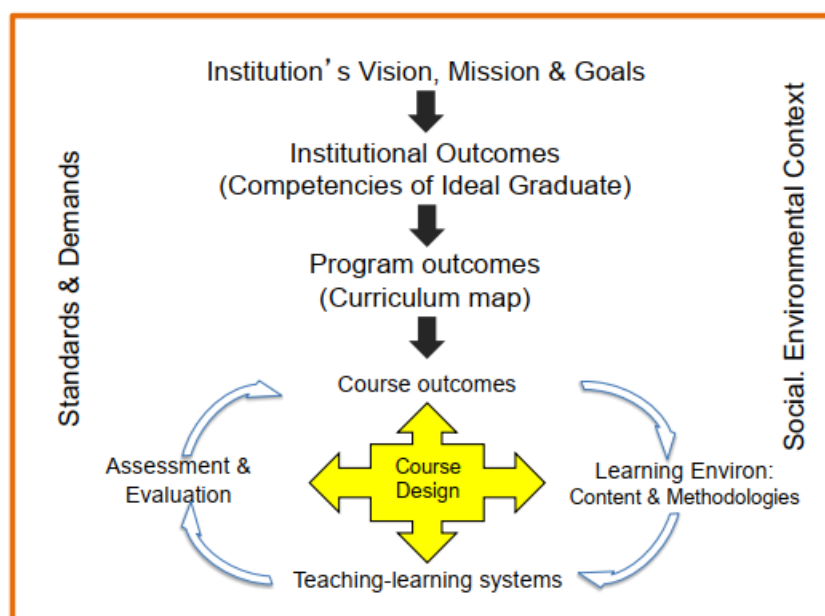 Institution's Vision, Mission & Goals
Institutional Outcomes
(Competencies of Ideal Graduate)
Program outcomes
(Curriculum map)
Standards & Demands
Social. Environmental Context
Course outcomes
Assessment &
Evaluation
Course
Design
Learning Environ:
Content & Methodologies
Teaching-learning systems